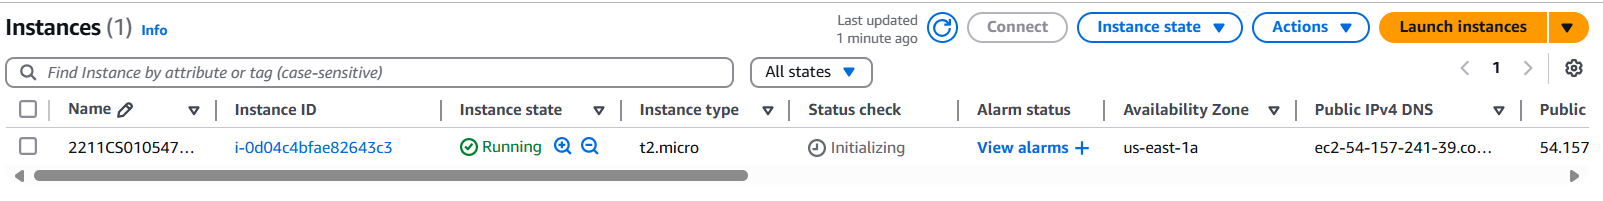 Instances (1) Info
Last updated
1 minute ago
Connect
Instance state
Actions
Launch instances
Find Instance by attribute or tag (case-sensitive)
All states
1
Name Instance ID Instance state Instance type Status check Alarm status Availability Zone Public IPv4 DNS Public
2211CS010547... i-0d04c4bfae82643c3 Running t2.micro Initializing View alarms + us-east-1a ec2-54-157-241-39.co... 54.157